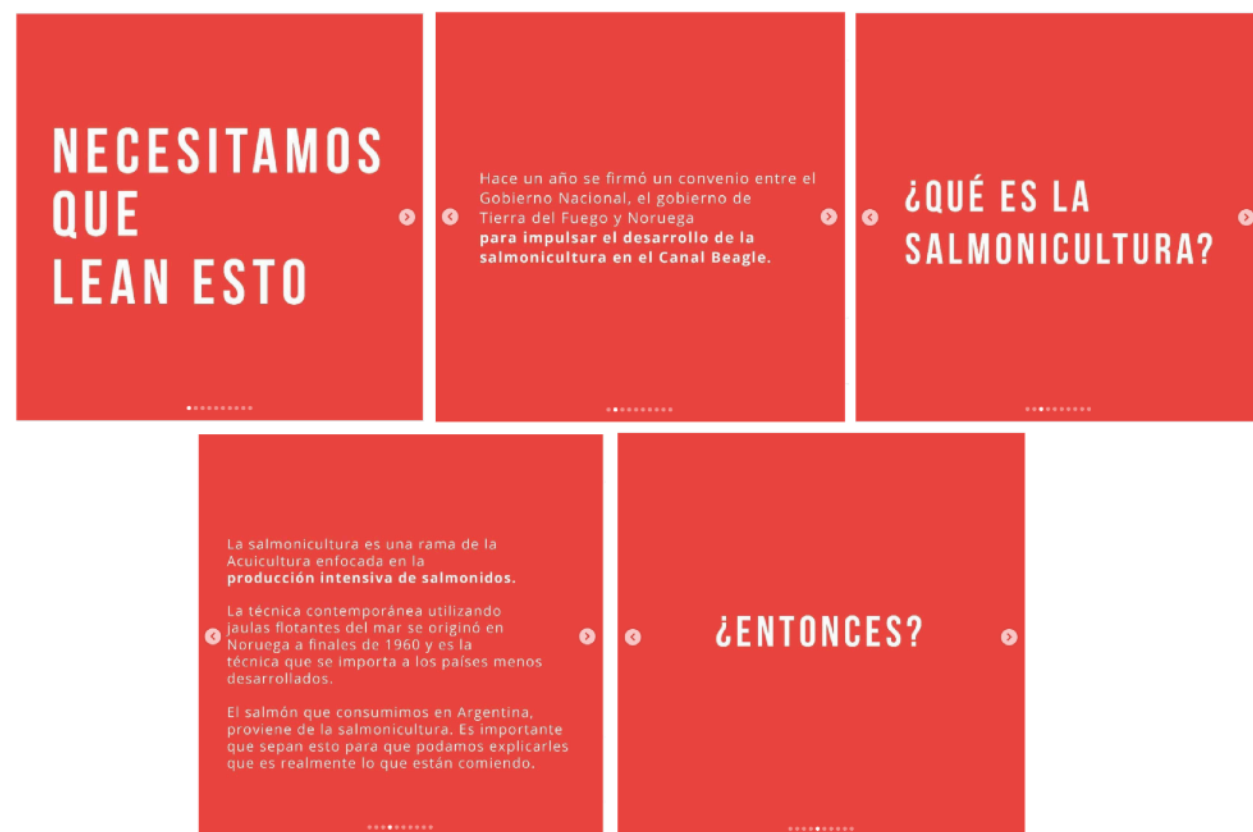 NECESITAMOS
QUE
LEAN ESTO
Hace un año se firmó un convenio entre el
Gobierno Nacional, el gobierno de
Tierra del Fuego y Noruega
para impulsar el desarrollo de la
salmonicultura en el Canal Beagle.
¿QUÉ ES LA
SALMONICULTURA?
La salmonicultura es una rama de la
Acuicultura enfocada en la
producción intensiva de salmonidos.
La técnica contemporánea utilizando
jaulas flotantes del mar se originó en
Noruega a finales de 1960 y es la
técnica que se importa a los países menos
desarrollados.
El salmón que consumimos en Argentina,
proviene de la salmonicultura. Es importante
que sepan esto para que podamos explicarles
que es realmente lo que están comiendo.
¿ENTONCES?